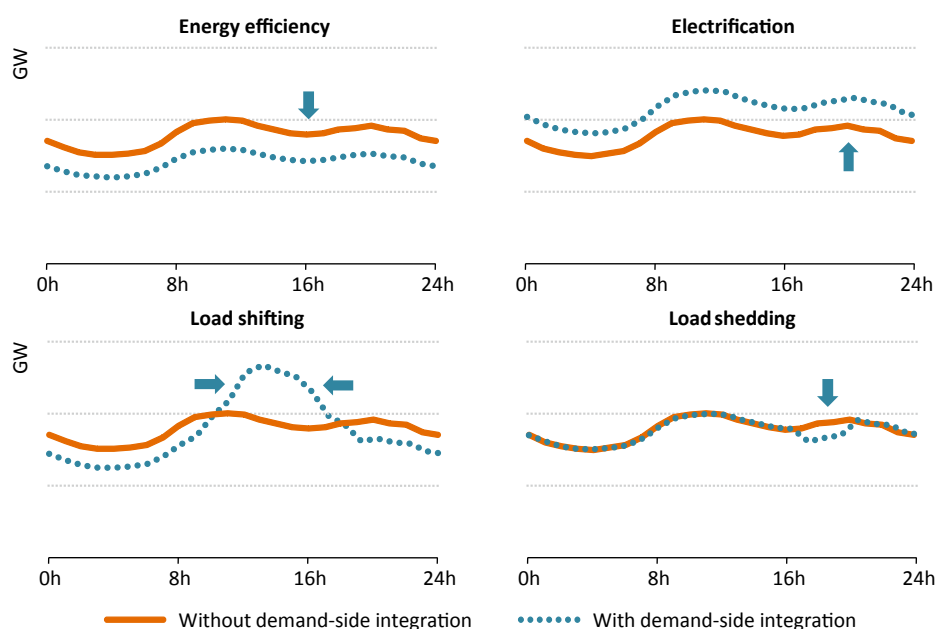 Energy efficiency
Electrification
GW
0h 8h 16h 24h
0h 8h 16h 24h
Load shifting
Load shedding
GW
0h 8h 16h 24h
0h 8h 16h 24h
Without demand-side integration
With demand-side integration